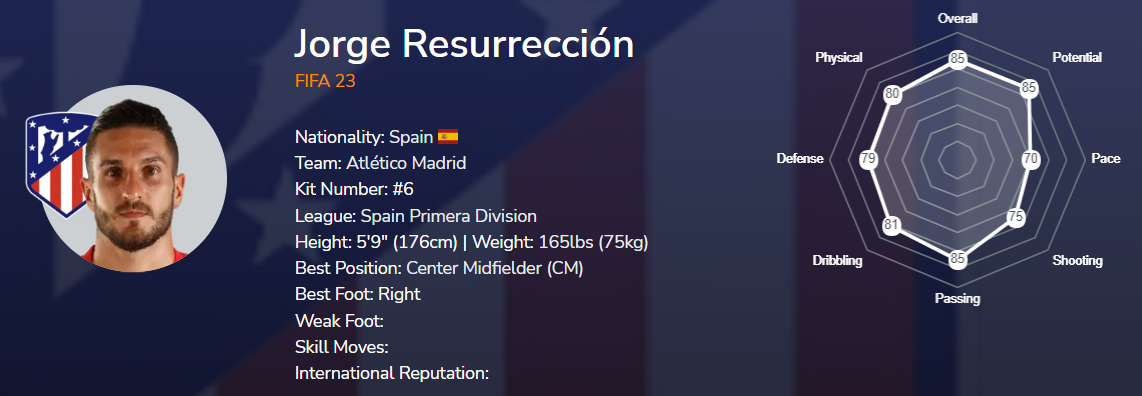 Jorge Resurrección
FIFA 23
Nationality: Spain
Team: Atlético Madrid
Kit Number: #6
League: Spain Primera Division
Height: 5'9" (176cm) | Weight: 165lbs (75kg)
Best Position: Center Midfielder (CM)
Best Foot: Right
Weak Foot:
Skill Moves:
International Reputation:
Overall
85
Potential
85
Pace
70
Shooting
75
Passing
85
Dribbling
81
Defense
79
Physical
80